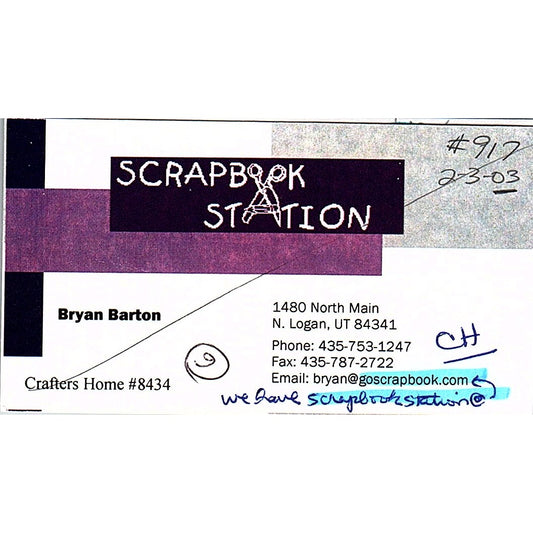 #917
2-3-03
SCRAPBOOK
STATION
Bryan Barton
1480 North Main
N. Logan, UT 84341
Phone: 435-753-1247
Fax: 435-787-2722
Email: bryan@goscrapbook.com
CH
Crafters Home #8434
we have scrapbookstation@